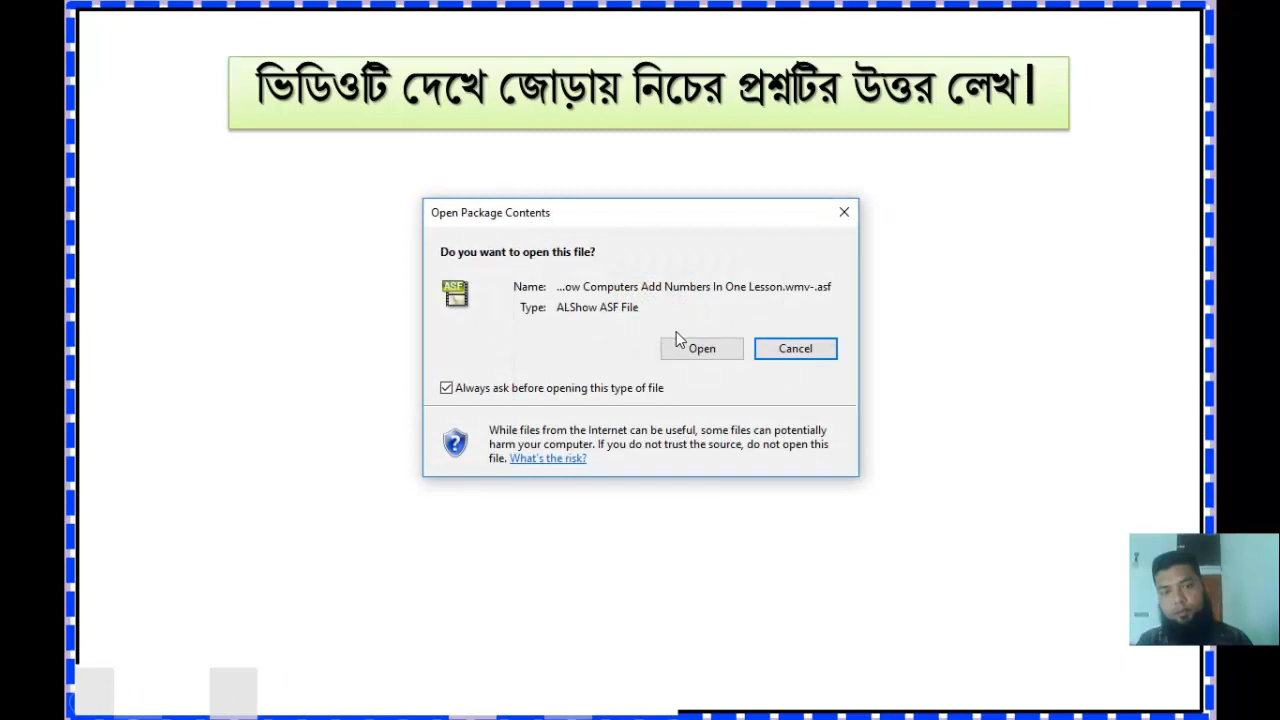 ভিডিওটি দেখে জোড়ায় নিচের প্রশ্নটির উত্তর লেখ।
Open Package Contents
Do you want to open this file?
ASF
Name: ...ow Computers Add Numbers In One Lesson.wmv-.asf
Type: ALShow ASF File
Open Cancel
Always ask before opening this type of file
While files from the Internet can be useful, some files can potentially
harm your computer. If you do not trust the source, do not open this
file. What's the risk?